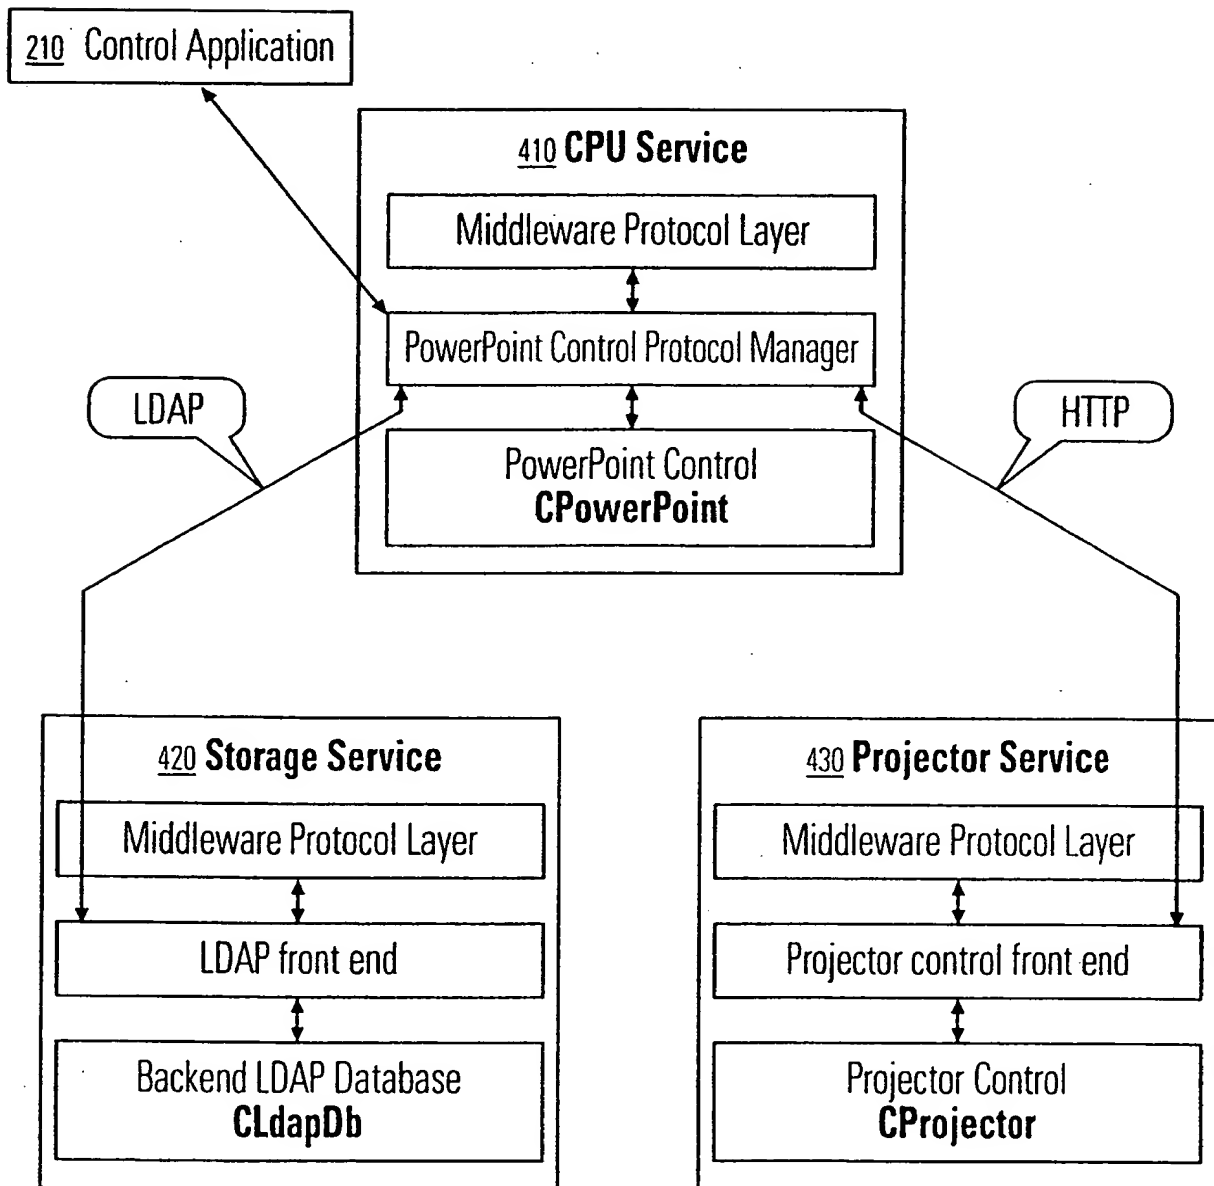 210 Control Application
410 CPU Service
Middleware Protocol Layer
PowerPoint Control Protocol Manager
LDAP
HTTP
PowerPoint Control
CPowerPoint
420 Storage Service
Middleware Protocol Layer
LDAP front end
Backend LDAP Database
CLdapDb
430 Projector Service
Middleware Protocol Layer
Projector control front end
Projector Control
CProjector